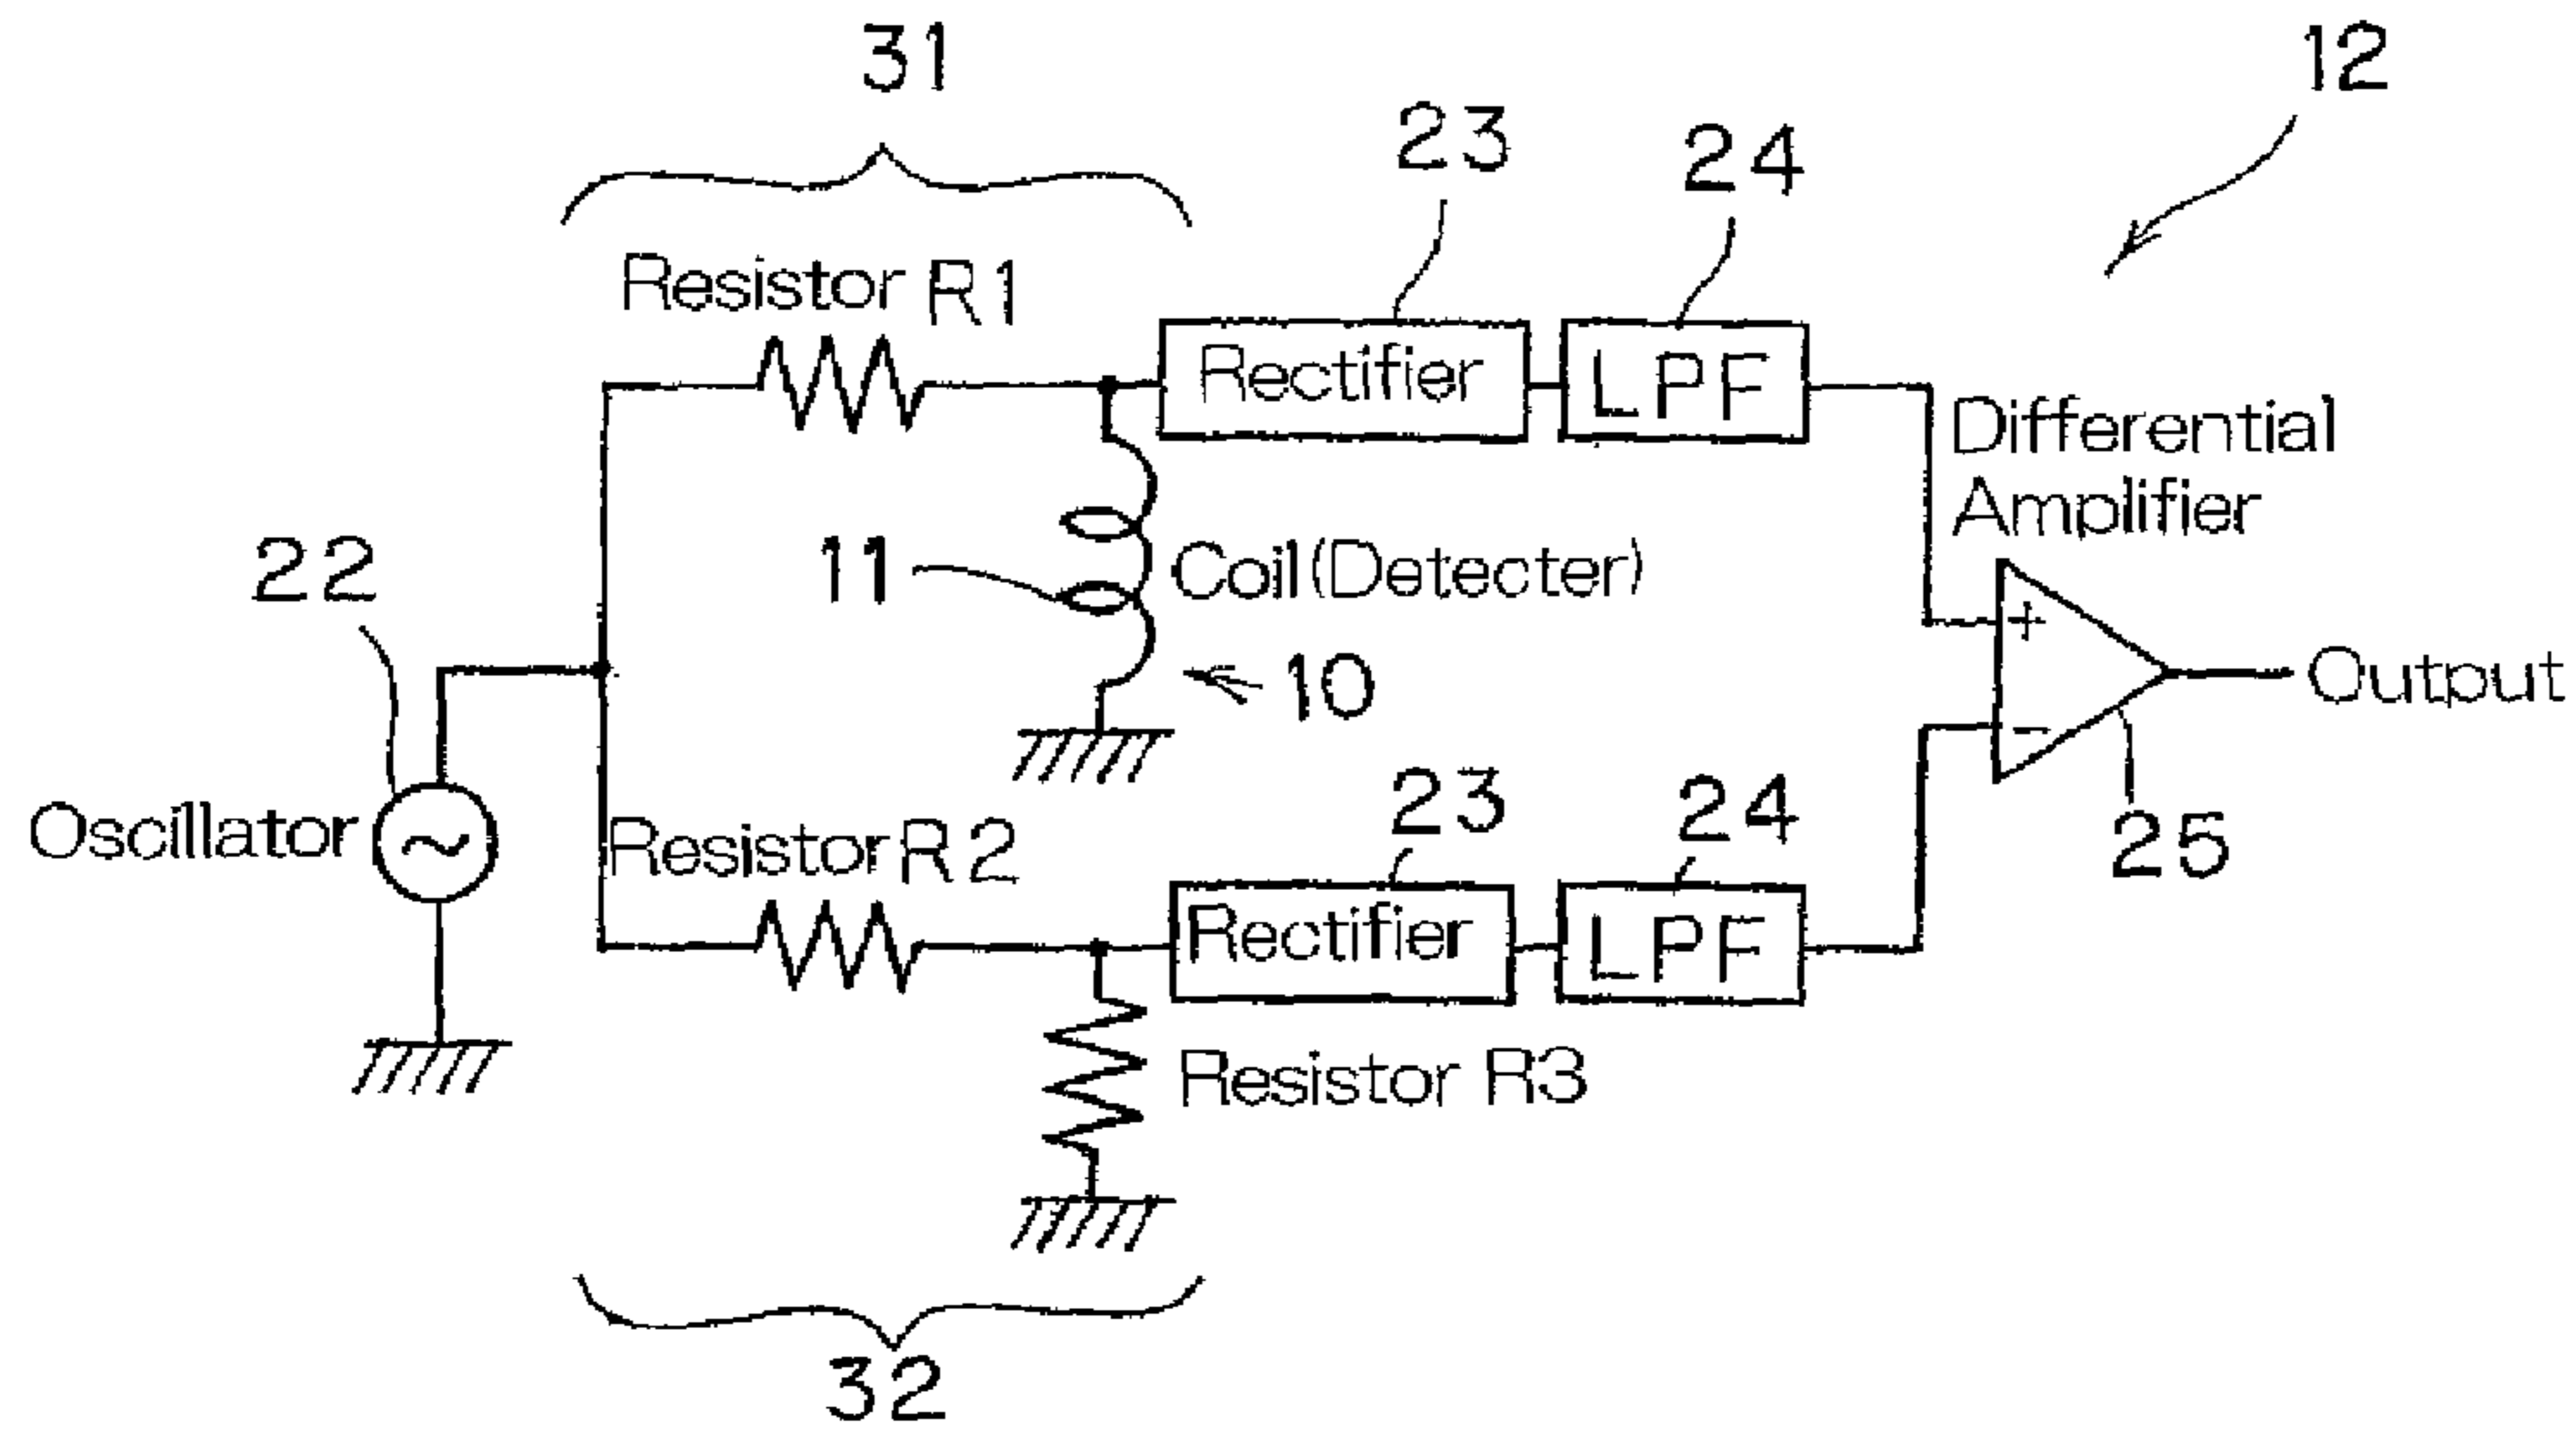 31
12
23
24
Resistor R1
Rectifier
LPF
Differential
Amplifier
11
Coil(Detecter)
22
10
+
Output
-
Oscillator
~
Resistor R2
23
24
25
Rectifier
LPF
Resistor R3
32